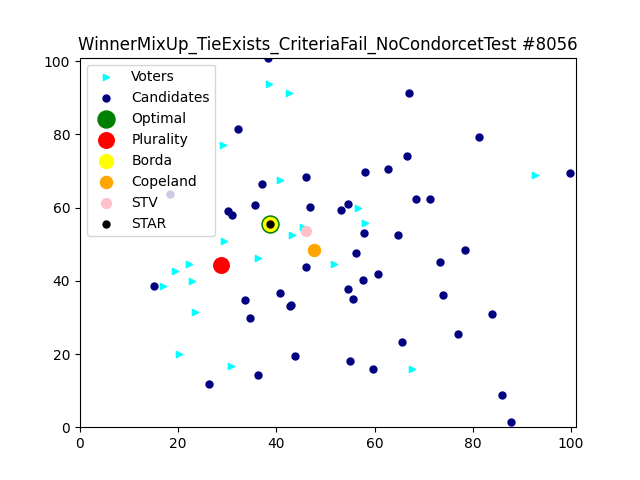 WinnerMixUp_TieExists_CriteriaFail_NoCondorcetTest #8056
100
80
60
40
20
0
Voters
Candidates
Optimal
Plurality
Borda
Copeland
STV
STAR
0 20 40 60 80 100